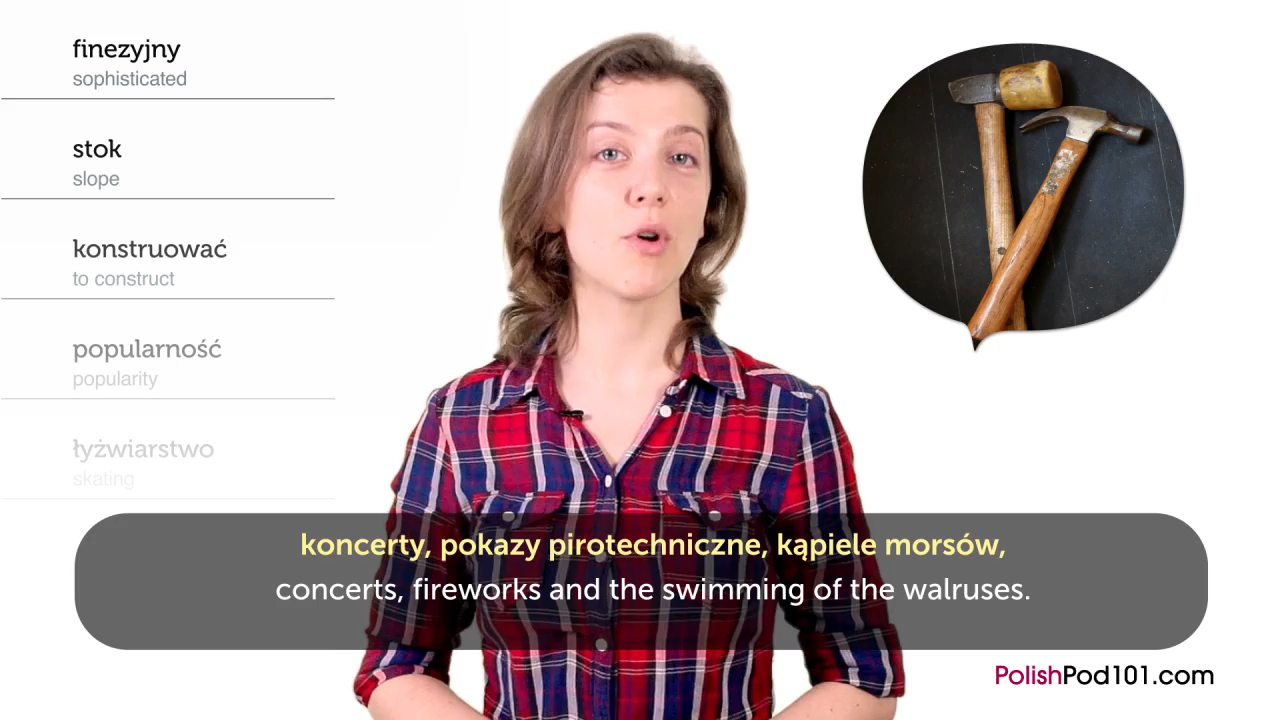 finezyjny
sophisticated
stok
slope
konstruować
to construct
popularność
popularity
łyżwiarstwo
skating
koncerty, pokazy pirotechniczne, kąpiele morsów,
concerts, fireworks and the swimming of the walruses.
PolishPod101.com